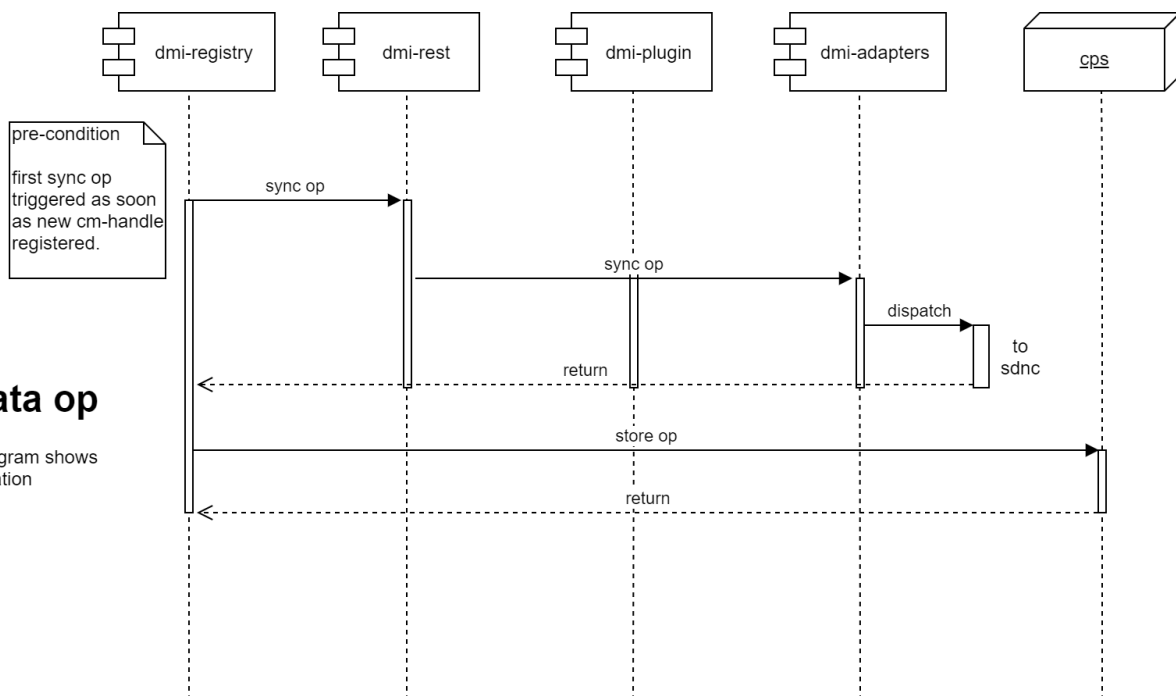 dmi-registry
dmi-rest
dmi-plugin
dmi-adapters
cps
pre-condition
first sync op
triggered as soon
as new cm-handle
registered.
sync op
sync op
dispatch
to
sdnc
return
ata op
gram shows
ation
store op
return